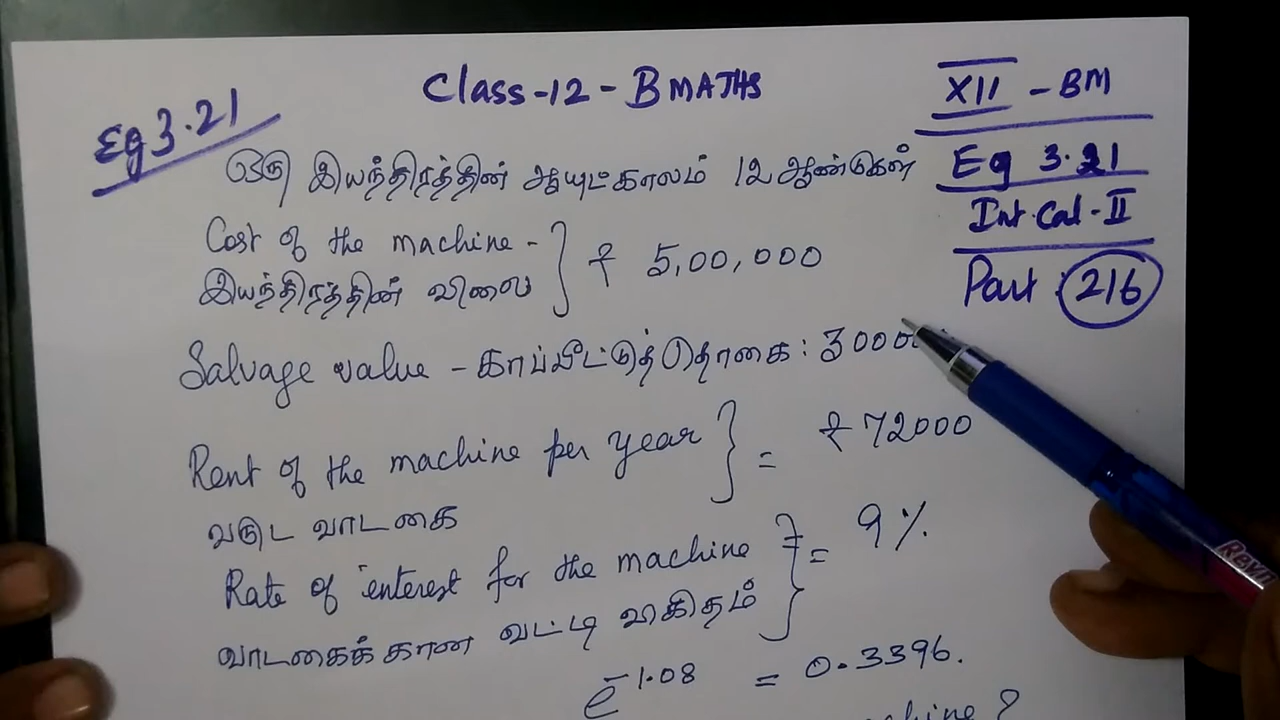 Class-12-BMATHS
XII - BM
Eg 3.21
Eg 3.21
Int. Cal - II
Part : 216
ஒரு இயந்திரத்தின் ஆயுட்காலம் 12 ஆண்டுகள்
Cost of the machine -
இயந்திரத்தின் விலை } ₹ 5,00,000
Salvage value - காப்பீட்டுத் தொகை : 3000
Rent of the machine per year } = ₹ 72000
வருட வாடகை
Rate of interest for the machine } = 9%
வாடகைக்கான வட்டி விகிதம்
e^-1.08 = 0.3396.
machine ?
Reyn